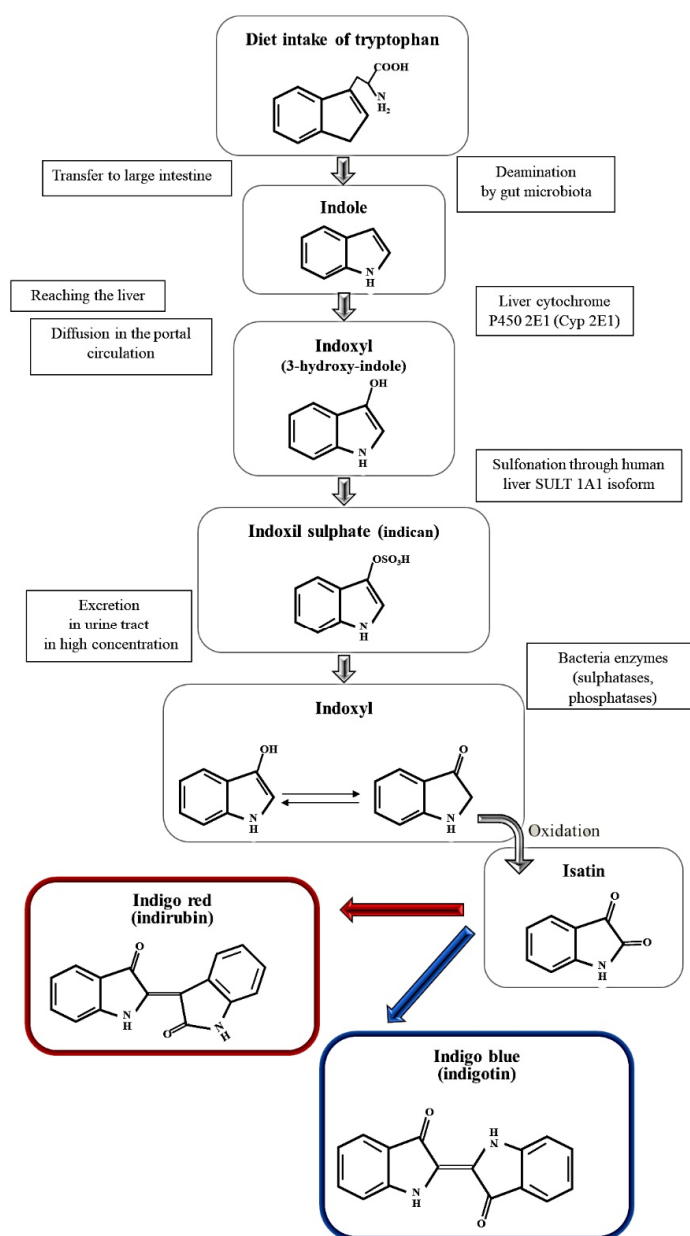 Diet intake of tryptophan
COOH
N
H2
Transfer to large intestine
Deamination
by gut microbiota
Indole
N
H
Reaching the liver
Diffusion in the portal
circulation
Liver cytochrome
P450 2E1 (Cyp 2E1)
Indoxyl
(3-hydroxy-indole)
OH
N
H
Sulfonation through human
liver SULT 1A1 isoform
Indoxil sulphate (indican)
OSO3H
N
H
Excretion
in urine tract
in high concentration
Bacteria enzymes
(sulphatases,
phosphatases)
Indoxyl
OH
N
H
O
N
H
Oxidation
Isatin
O
O
N
H
Indigo red
(indirubin)
O
N
H
O
N
H
Indigo blue
(indigotin)
O
H
N
N
H
O